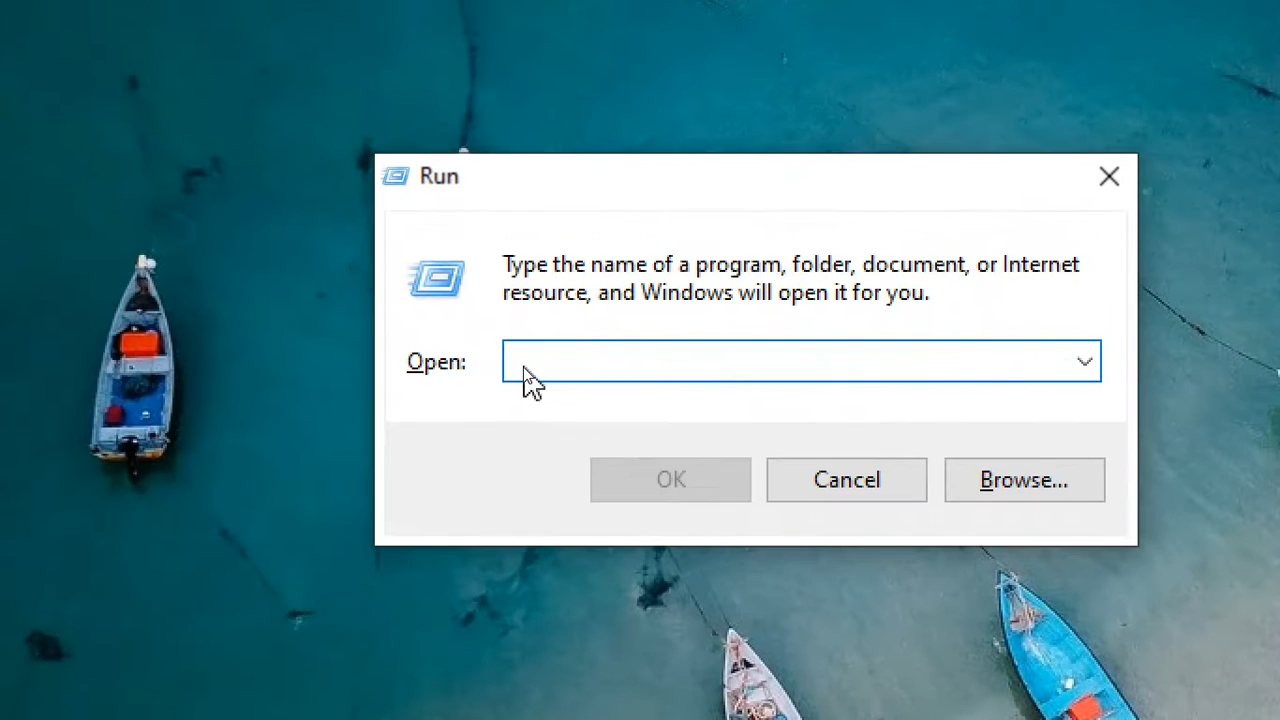 Run
Type the name of a program, folder, document, or Internet
resource, and Windows will open it for you.
Open:
OK
Cancel
Browse...